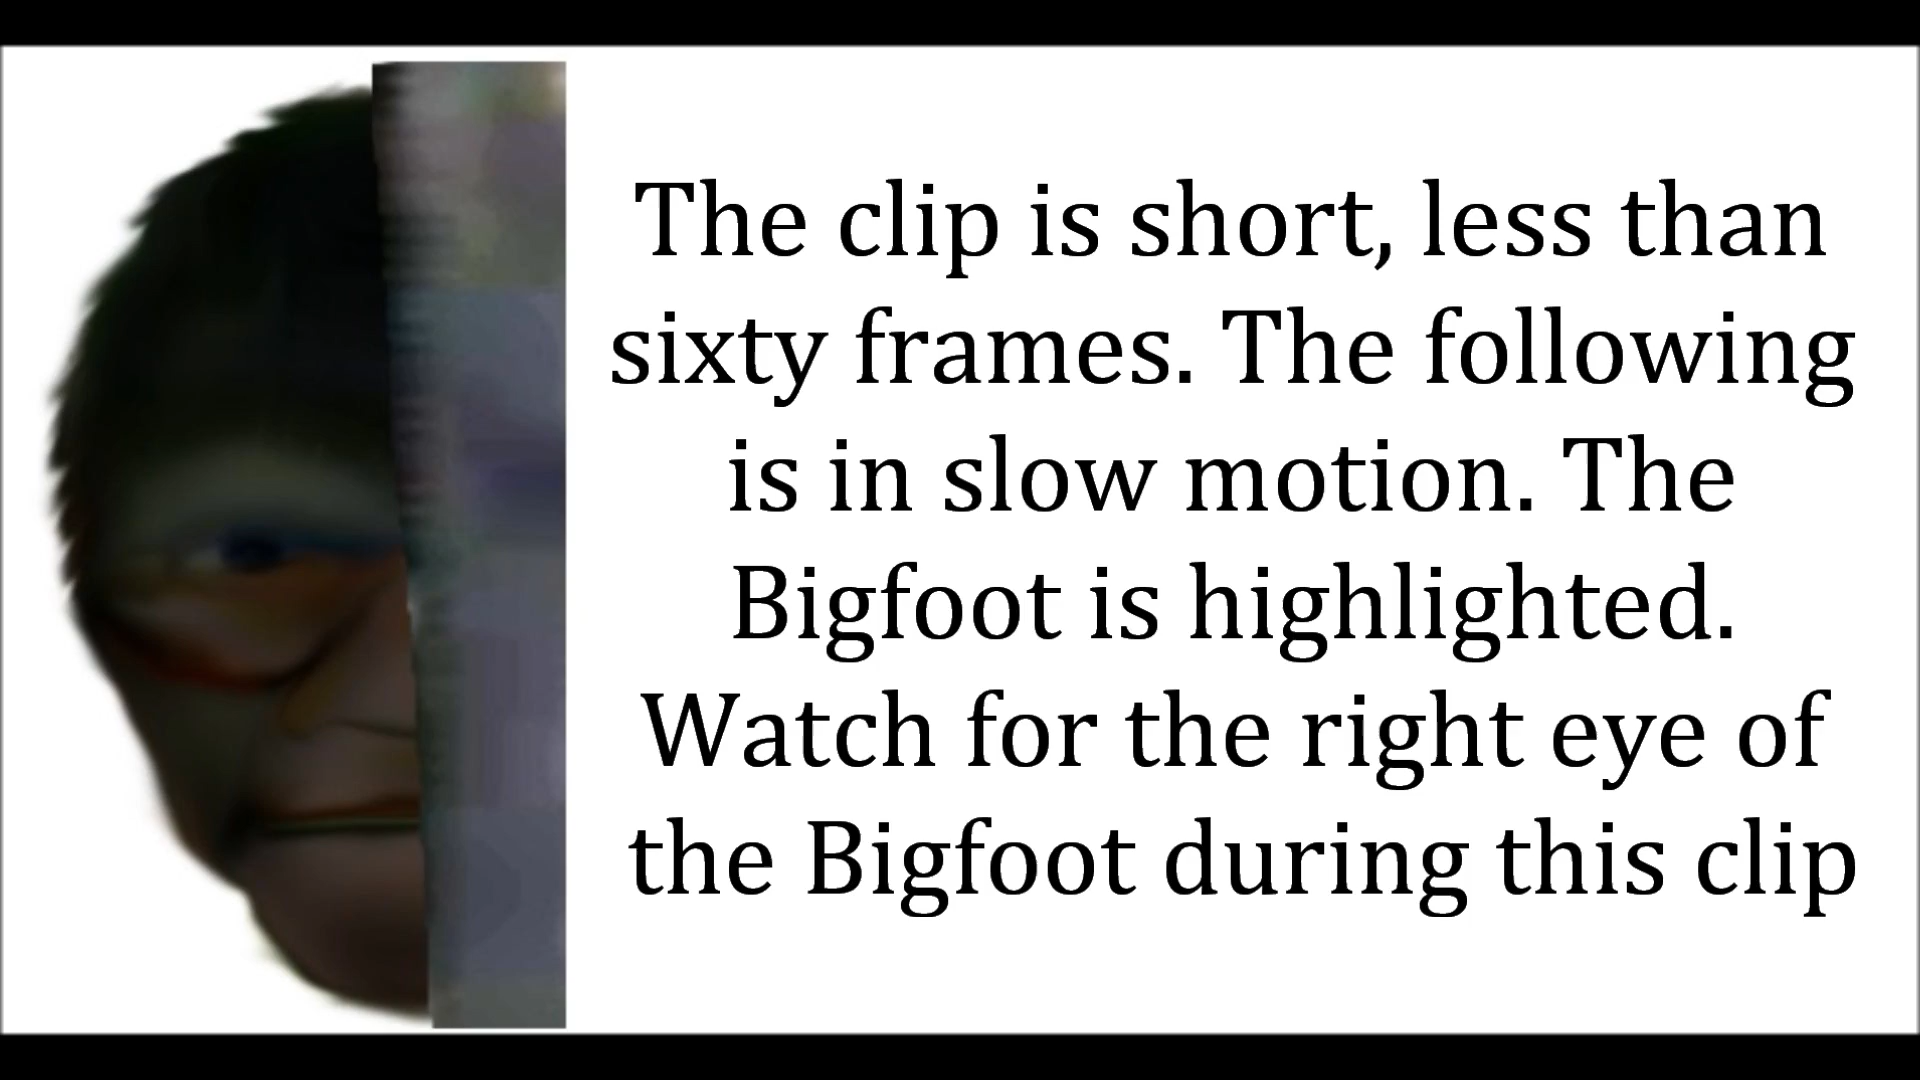 The clip is short, less than
sixty frames. The following
is in slow motion. The
Bigfoot is highlighted.
Watch for the right eye of
the Bigfoot during this clip